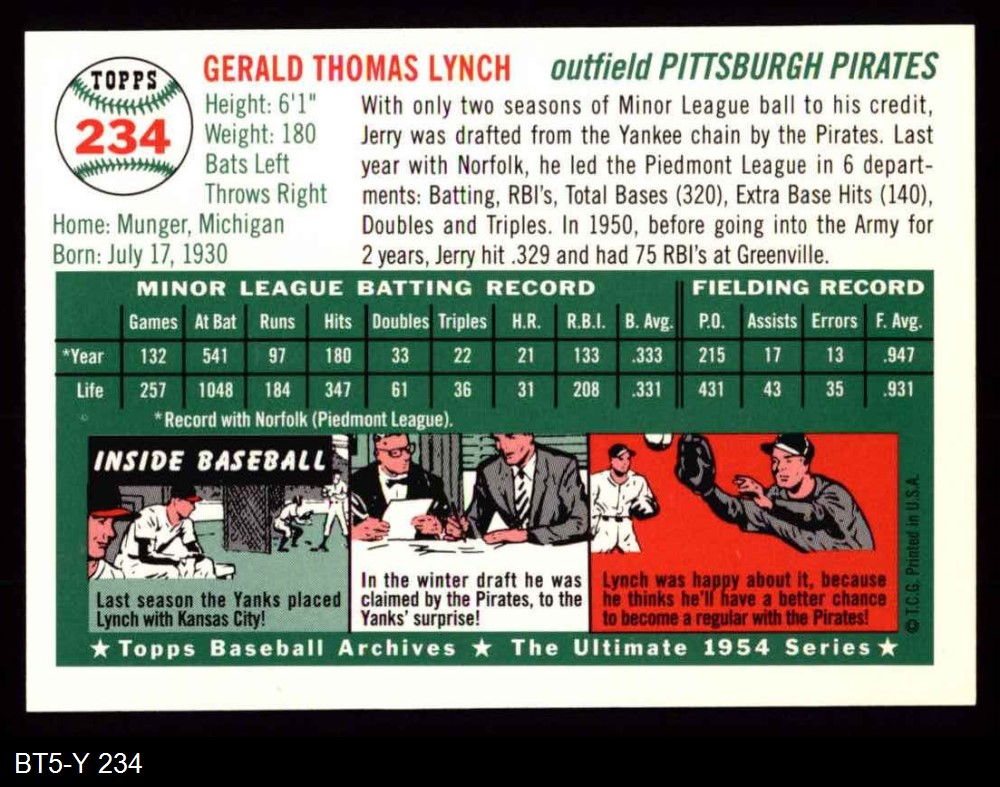 TOPPS
234
GERALD THOMAS LYNCH
outfield PITTSBURGH PIRATES
Height: 6'1"
Weight: 180
Bats Left
Throws Right
Home: Munger, Michigan
Born: July 17, 1930
With only two seasons of Minor League ball to his credit,
Jerry was drafted from the Yankee chain by the Pirates. Last
year with Norfolk, he led the Piedmont League in 6 depart-
ments: Batting, RBI's, Total Bases (320), Extra Base Hits (140),
Doubles and Triples. In 1950, before going into the Army for
2 years, Jerry hit .329 and had 75 RBI's at Greenville.
MINOR LEAGUE BATTING RECORD FIELDING RECORD
Games At Bat Runs Hits Doubles Triples H.R. R.B.I. B. Avg. P.O. Assists Errors F. Avg.
*Year 132 541 97 180 33 22 21 133 .333 215 17 13 .947
Life 257 1048 184 347 61 36 31 208 .331 431 43 35 .931
*Record with Norfolk (Piedmont League).
INSIDE BASEBALL
Last season the Yanks placed
Lynch with Kansas City!
In the winter draft he was
claimed by the Pirates, to the
Yanks' surprise!
Lynch was happy about it, because
he thinks he'll have a better chance
to become a regular with the Pirates!
© T.C.G. Printed in U.S.A.
★ Topps Baseball Archives ★ The Ultimate 1954 Series ★
BT5-Y 234